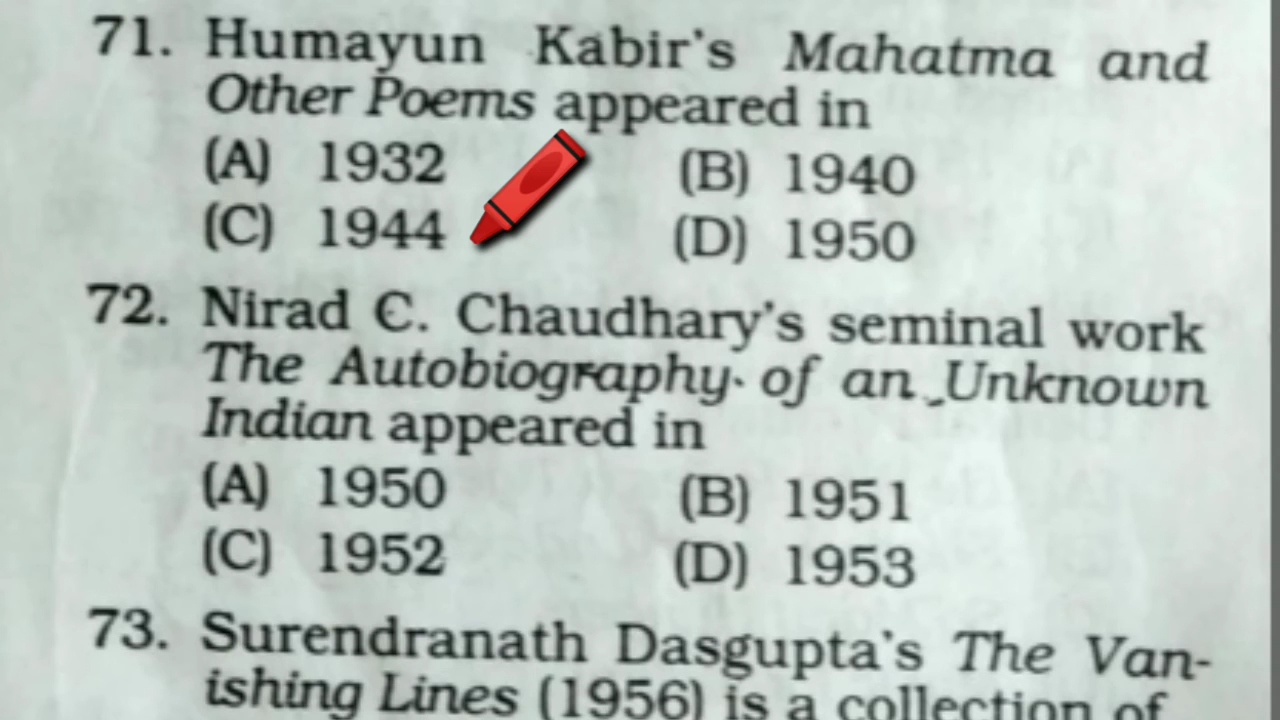 71. Humayun Kabir's Mahatma and
Other Poems appeared in
(A) 1932 (B) 1940
(C) 1944 (D) 1950
72. Nirad C. Chaudhary's seminal work
The Autobiography of an Unknown
Indian appeared in
(A) 1950 (B) 1951
(C) 1952 (D) 1953
73. Surendranath Dasgupta's The Van-
ishing Lines (1956) is a collection of